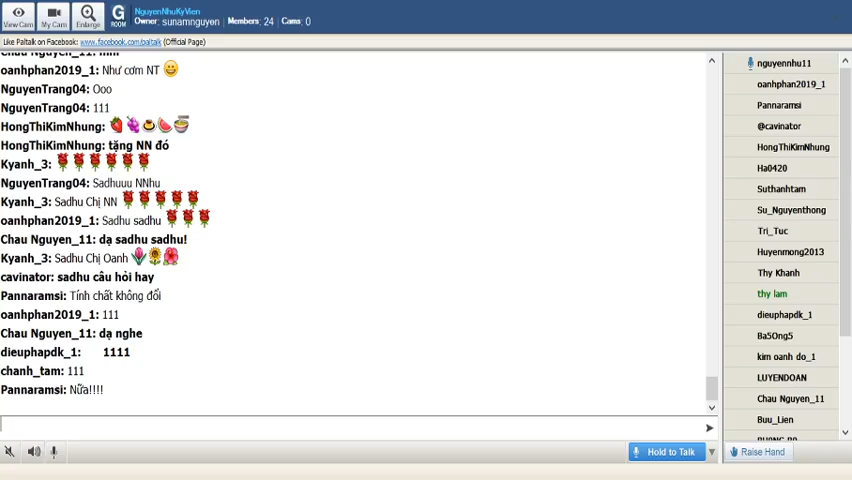 View Cam
My Cam
Enlarge
G
ROOM
NguyenNhuKyVien
Owner: sunamnguyen Members: 24 Cams: 0
Like Paltalk on Facebook: www.facebook.com/paltalk (Official Page)
oanhphan2019_1: Như cơm NT 😀
NguyenTrang04: Ooo
NguyenTrang04: 111
HongThiKimNhung: 🍓🍇🍮🍉🍜
HongThiKimNhung: tặng NN đó
Kyanh_3: 🌹🌹🌹🌹🌹🌹
NguyenTrang04: Sadhuuu NNhu
Kyanh_3: Sadhu Chị NN 🌹🌹🌹🌹🌹
oanhphan2019_1: Sadhu sadhu 🌹🌹🌹
Chau Nguyen_11: dạ sadhu sadhu!
Kyanh_3: Sadhu Chị Oanh 🌷🌻🌺
cavinator: sadhu câu hỏi hay
Pannaramsi: Tính chất không đổi
oanhphan2019_1: 111
Chau Nguyen_11: dạ nghe
dieuphapdk_1: 1111
chanh_tam: 111
Pannaramsi: Nữa!!!!
Hold to Talk
nguyennhu11
oanhphan2019_1
Pannaramsi
@cavinator
HongThiKimNhung
Ha0420
Suthanhtam
Su_Nguyenthong
Tri_Tuc
Huyenmong2013
Thy Khanh
thy lam
dieuphapdk_1
Ba5Ong5
kim oanh do_1
LUYENDOAN
Chau Nguyen_11
Buu_Lien
Raise Hand